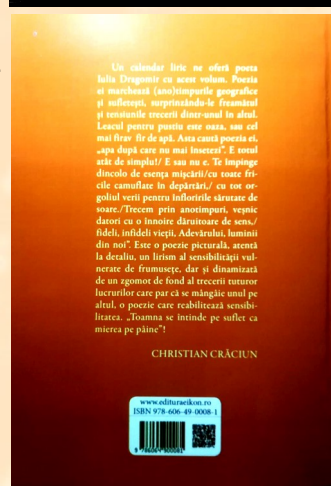 Un calendar liric ne oferă poeta
Iulia Dragomir cu acest volum. Poezia
ei marchează (ano)timpurile geografice
și sufletești, surprinzându-le freamătul
și tensiunile trecerii dintr-unul în altul.
Leacul pentru pustiu este oaza, sau cel
mai firav fir de apă. Asta caută poezia ei,
„apa după care nu mai însetezi”. E totul
atât de simplu!/ E sau nu e. Te împinge
dincolo de esența mișcării/cu toate fri-
cile camuflate în depărtări,/ cu tot or-
goliul verii pentru înfloririle sărutate de
soare./Trecem prin anotimpuri, veșnic
datori cu o înnoire dăruitoare de sens,/
fideli, infideli vieții, Adevărului, luminii
din noi”. Este o poezie picturală, atentă
la detaliu, un lirism al sensibilității vul-
nerate de frumusețe, dar și dinamizată
de un zgomot de fond al trecerii tuturor
lucrurilor care par că se mângâie unul pe
altul, o poezie care reabilitează sensibi-
litatea. „Toamna se întinde pe suflet ca
mierea pe pâine”!
CHRISTIAN CRĂCIUN
www.edituraeikon.ro
ISBN 978-606-49-0008-1
9 786064 900081